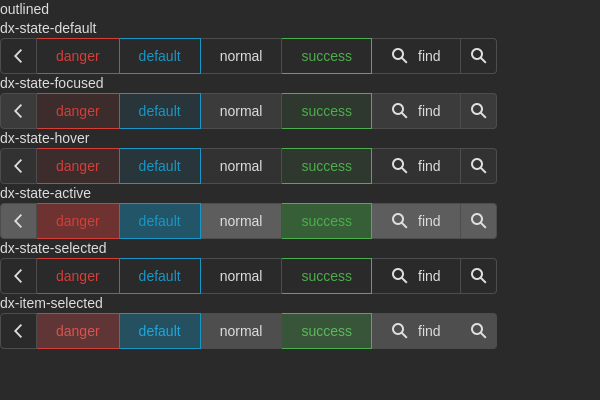 outlined
dx-state-default
danger default normal success find
dx-state-focused
danger default normal success find
dx-state-hover
danger default normal success find
dx-state-active
danger default normal success find
dx-state-selected
danger default normal success find
dx-item-selected
danger default normal success find